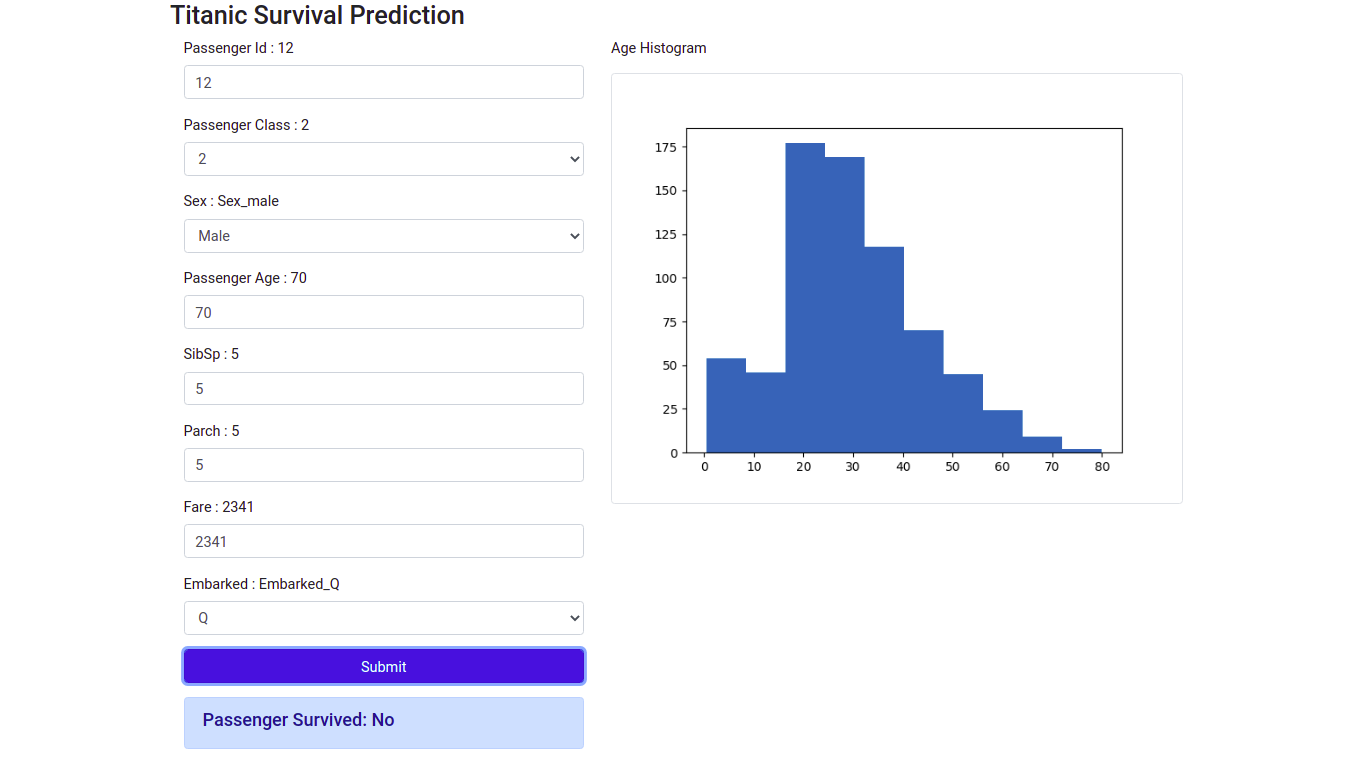 Titanic Survival Prediction
Passenger Id : 12
12
Passenger Class : 2
2
Sex : Sex_male
Male
Passenger Age : 70
70
SibSp : 5
5
Parch : 5
5
Fare : 2341
2341
Embarked : Embarked_Q
Q
Submit
Passenger Survived: No
Age Histogram
175
150
125
100
75
50
25
0
0 10 20 30 40 50 60 70 80